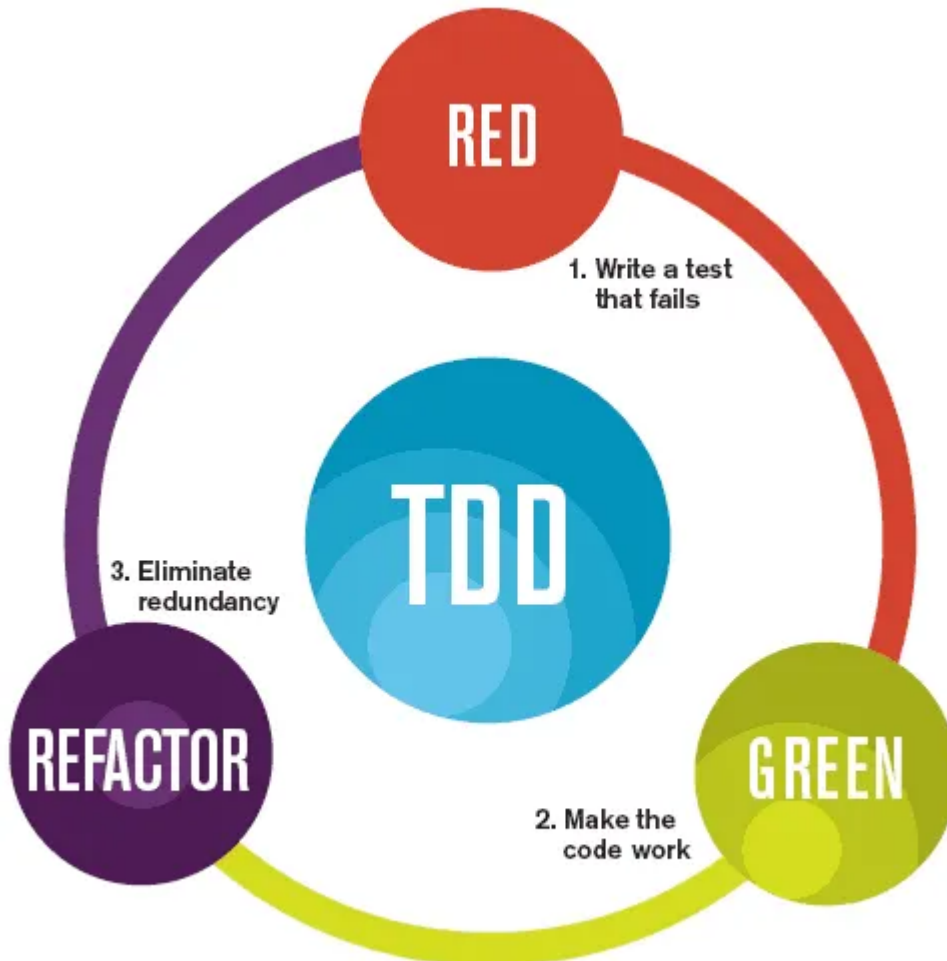 RED
1. Write a test
that fails
TDD
3. Eliminate
redundancy
REFACTOR
GREEN
2. Make the
code work